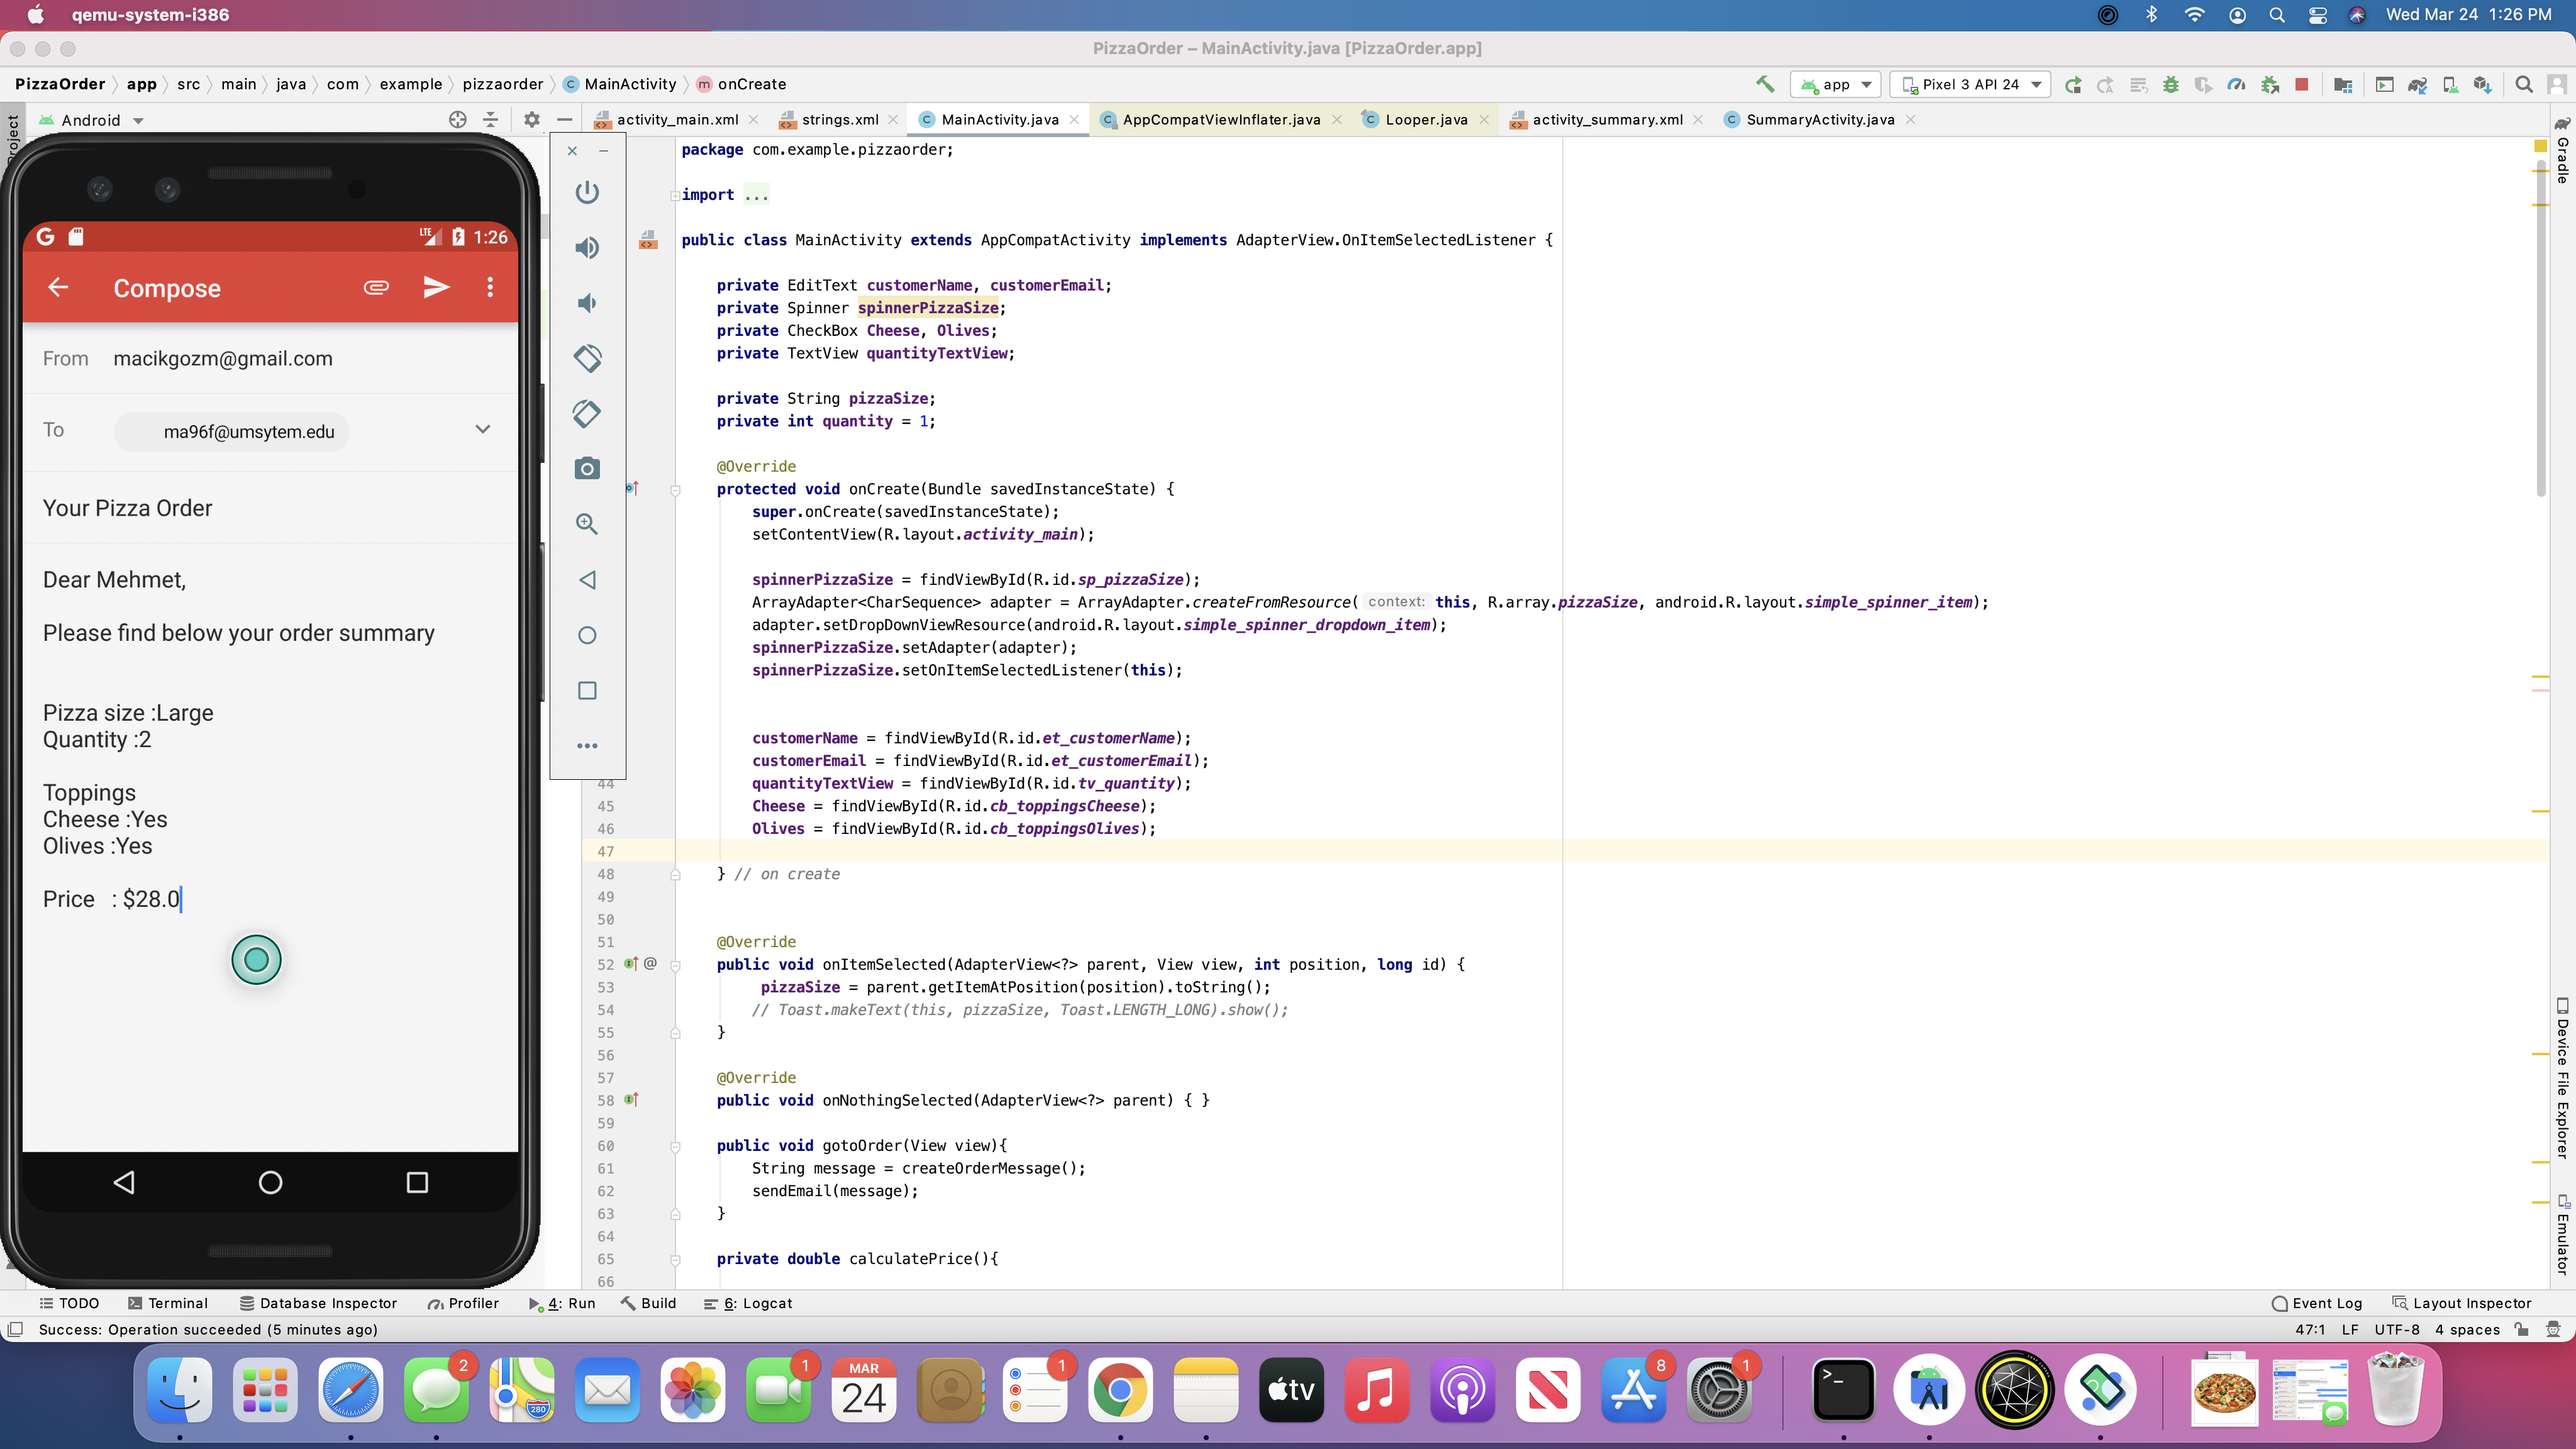 qemu-system-i386
Wed Mar 24 1:26 PM
PizzaOrder – MainActivity.java [PizzaOrder.app]
PizzaOrder app src main java com example pizzaorder MainActivity onCreate
app
Pixel 3 API 24
Project
Android
activity_main.xml
strings.xml
MainActivity.java
AppCompatViewInflater.java
Looper.java
activity_summary.xml
SummaryActivity.java
Gradle
LTE 1:26
Compose
From macikgozm@gmail.com
To ma96f@umsytem.edu
Your Pizza Order
Dear Mehmet,
Please find below your order summary
Pizza size :Large
Quantity :2
Toppings
Cheese :Yes
Olives :Yes
Price : $28.0
package com.example.pizzaorder;
import ...
public class MainActivity extends AppCompatActivity implements AdapterView.OnItemSelectedListener {
private EditText customerName, customerEmail;
private Spinner spinnerPizzaSize;
private CheckBox Cheese, Olives;
private TextView quantityTextView;
private String pizzaSize;
private int quantity = 1;
@Override
protected void onCreate(Bundle savedInstanceState) {
super.onCreate(savedInstanceState);
setContentView(R.layout.activity_main);
spinnerPizzaSize = findViewById(R.id.sp_pizzaSize);
ArrayAdapter<CharSequence> adapter = ArrayAdapter.createFromResource( context: this, R.array.pizzaSize, android.R.layout.simple_spinner_item);
adapter.setDropDownViewResource(android.R.layout.simple_spinner_dropdown_item);
spinnerPizzaSize.setAdapter(adapter);
spinnerPizzaSize.setOnItemSelectedListener(this);
customerName = findViewById(R.id.et_customerName);
customerEmail = findViewById(R.id.et_customerEmail);
44 quantityTextView = findViewById(R.id.tv_quantity);
45 Cheese = findViewById(R.id.cb_toppingsCheese);
46 Olives = findViewById(R.id.cb_toppingsOlives);
47
48 } // on create
49
50
51 @Override
52 @ public void onItemSelected(AdapterView<?> parent, View view, int position, long id) {
53 pizzaSize = parent.getItemAtPosition(position).toString();
54 // Toast.makeText(this, pizzaSize, Toast.LENGTH_LONG).show();
55 }
56
57 @Override
58 public void onNothingSelected(AdapterView<?> parent) { }
59
60 public void gotoOrder(View view){
61 String message = createOrderMessage();
62 sendEmail(message);
63 }
64
65 private double calculatePrice(){
66
Device File Explorer
Emulator
TODO Terminal Database Inspector Profiler 4: Run Build 6: Logcat
Event Log Layout Inspector
Success: Operation succeeded (5 minutes ago)
47:1 LF UTF-8 4 spaces
2
280
1
MAR
24
1
tv
8
1